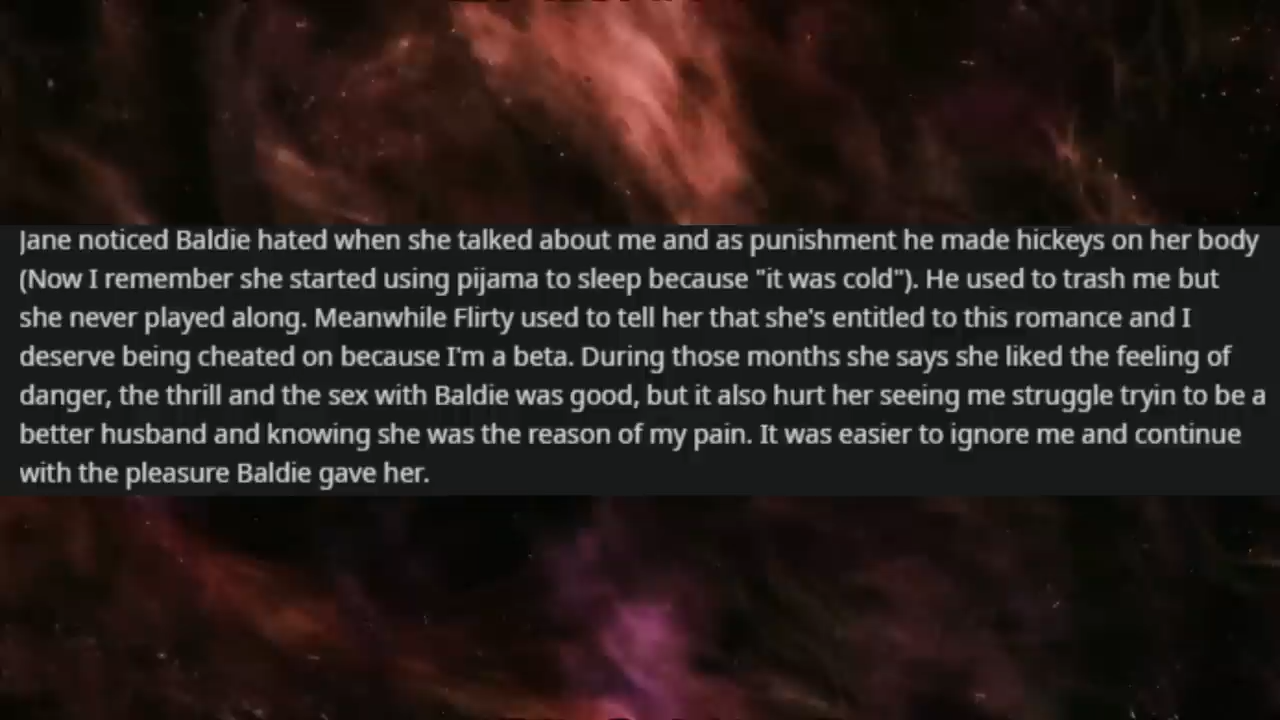 Jane noticed Baldie hated when she talked about me and as punishment he made hickeys on her body
(Now I remember she started using pijama to sleep because "it was cold"). He used to trash me but
she never played along. Meanwhile Flirty used to tell her that she's entitled to this romance and I
deserve being cheated on because I'm a beta. During those months she says she liked the feeling of
danger, the thrill and the sex with Baldie was good, but it also hurt her seeing me struggle tryin to be a
better husband and knowing she was the reason of my pain. It was easier to ignore me and continue
with the pleasure Baldie gave her.